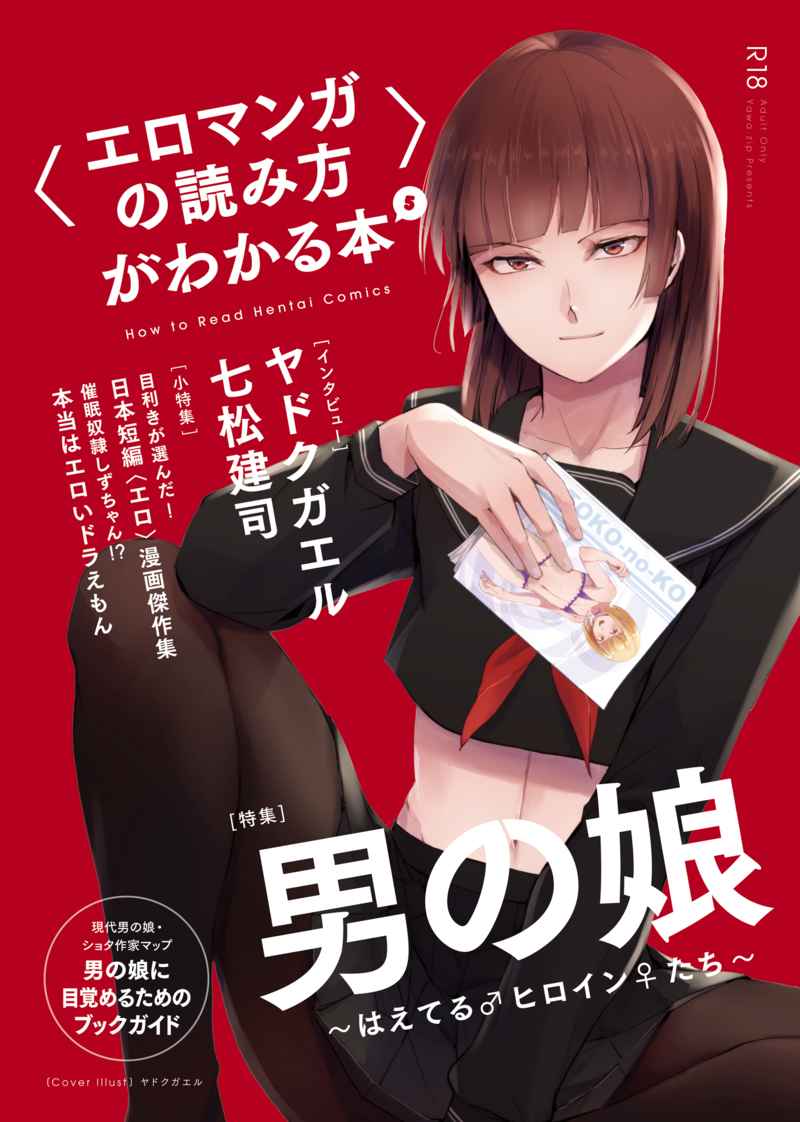 R18
Adult Only
Yawa.zip Presents
〈エロマンガ
の読み方
がわかる本〉
5
How to Read Hentai Comics
[インタビュー]
ヤドクガエル
七松建司
[小特集]
目利きが選んだ!
日本短編〈エロ〉漫画傑作集
催眠奴隷しずちゃん!?
本当はエロいドラえもん
OTOKO-no-KO
[特集]
男の娘
〜はえてる♂ヒロイン♀たち〜
現代男の娘・
ショタ作家マップ
男の娘に
目覚めるための
ブックガイド
[Cover Illust] ヤドクガエル